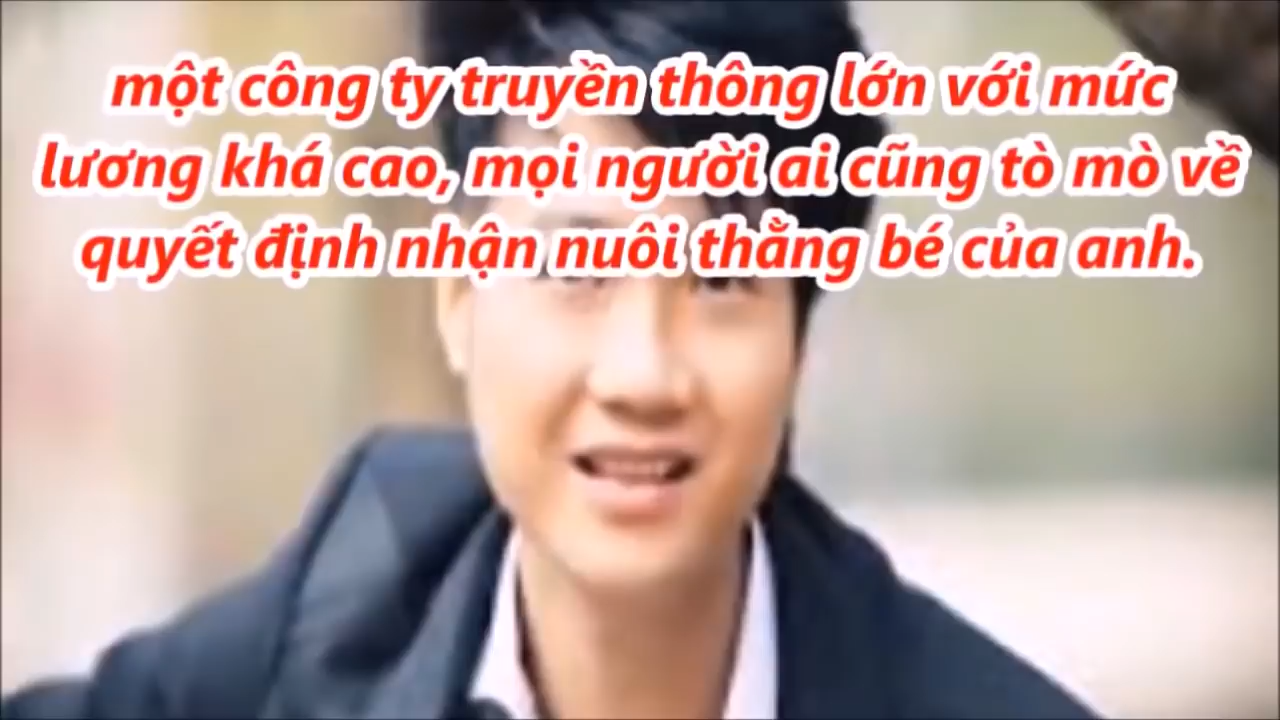 một công ty truyền thông lớn với mức
lương khá cao, mọi người ai cũng tò mò về
quyết định nhận nuôi thằng bé của anh.